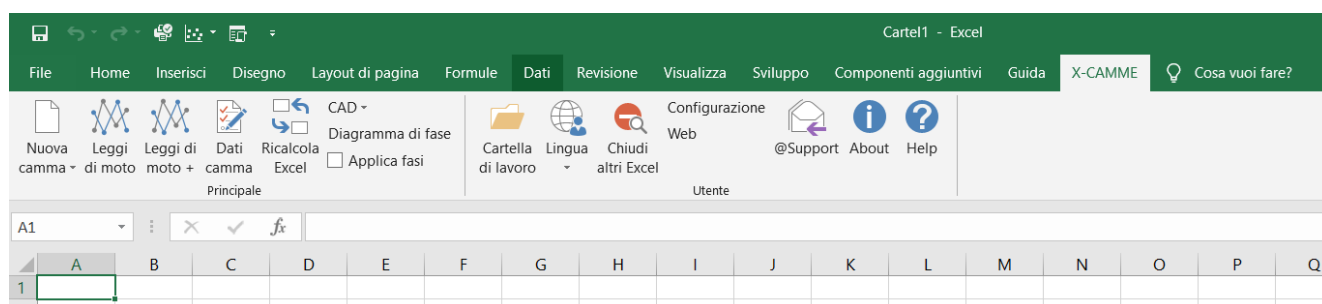 Cartel1 - Excel
File Home Inserisci Disegno Layout di pagina Formule Dati Revisione Visualizza Sviluppo Componenti aggiuntivi Guida X-CAMME Cosa vuoi fare?
Nuova camma
Leggi di moto
Leggi di moto +
Dati camma
Ricalcola Excel
CAD
Diagramma di fase
Applica fasi
Principale
Cartella di lavoro
Lingua
Chiudi altri Excel
Configurazione
Web
@Support
About
Help
Utente
A1 fx
A B C D E F G H I J K L M N O P Q
1